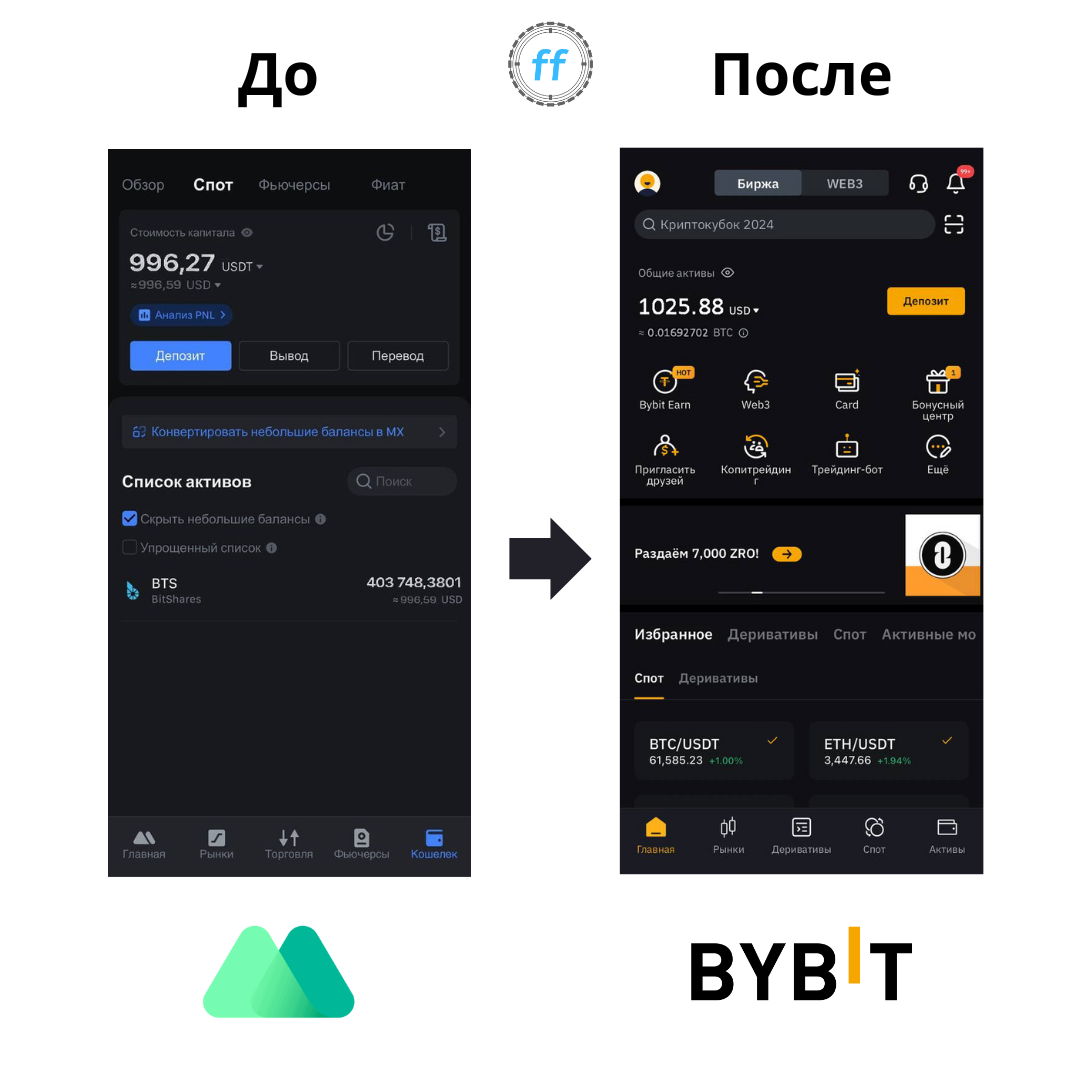 До
ff
После
Обзор Спот Фьючерсы Фиат
Стоимость капитала
996,27 USDT
≈996,59 USD
Анализ PNL
Депозит Вывод Перевод
Конвертировать небольшие балансы в MX
Список активов
Поиск
Скрыть небольшие балансы
Упрощенный список
BTS 403 748,3801
BitShares ≈996,59 USD
Главная Рынки Торговля Фьючерсы Кошелек
Биржа WEB3
99+
Криптокубок 2024
Общие активы
1025.88 USD
Депозит
≈ 0.01692702 BTC
HOT
1
Bybit Earn Web3 Card Бонусный
центр
Пригласить Копитрейдин Трейдинг-бот Ещё
друзей г
Раздаём 7,000 ZRO!
Избранное Деривативы Спот Активные мо
Спот Деривативы
BTC/USDT ETH/USDT
61,585.23 +1.00% 3,447.66 +1.94%
Главная Рынки Деривативы Спот Активы
BYBIT